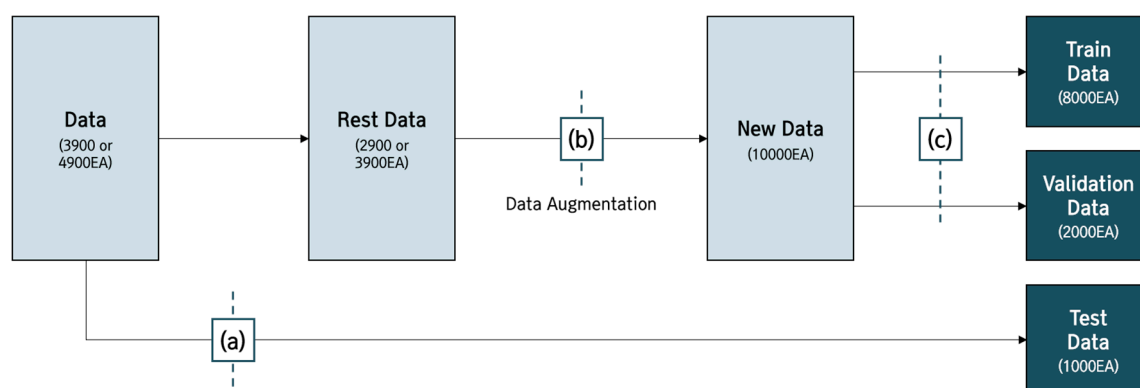 Data
(3900 or
4900EA)
Rest Data
(2900 or
3900EA)
(b)
Data Augmentation
New Data
(10000EA)
(c)
Train
Data
(8000EA)
Validation
Data
(2000EA)
(a)
Test
Data
(1000EA)